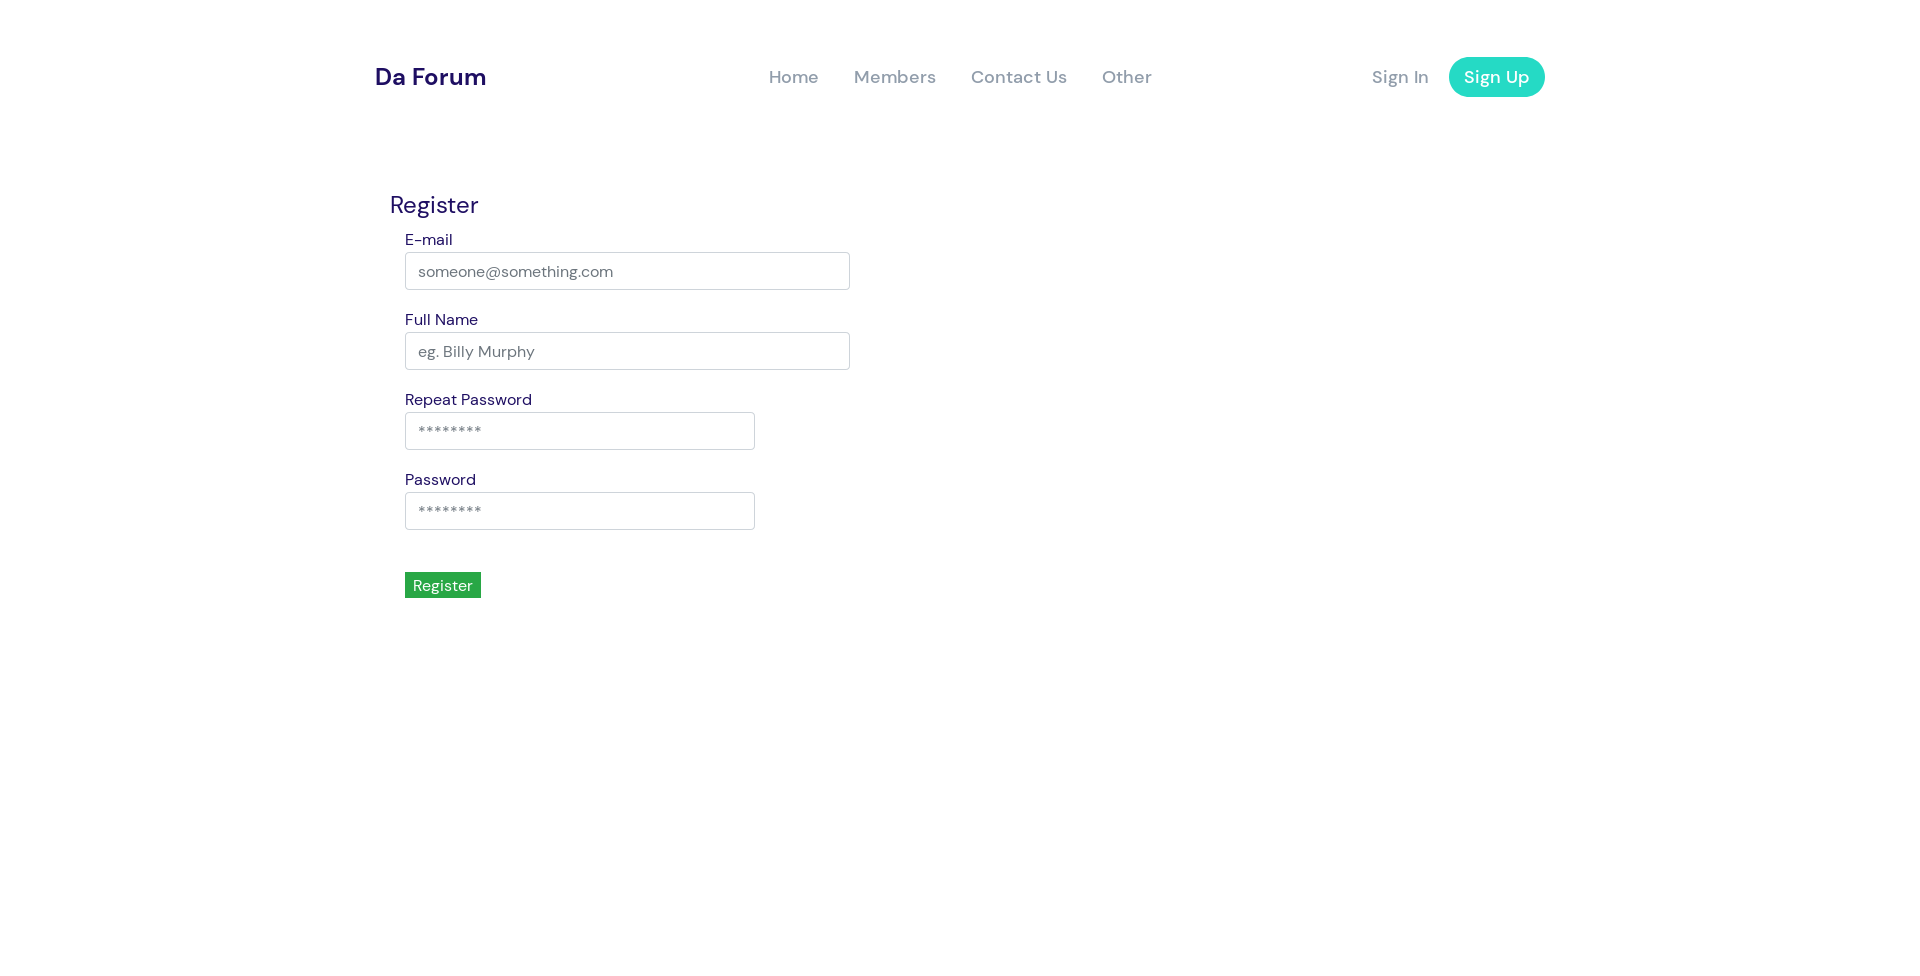 Da Forum
Home
Members
Contact Us
Other
Sign In
Sign Up
Register
E-mail
someone@something.com
Full Name
eg. Billy Murphy
Repeat Password
********
Password
********
Register